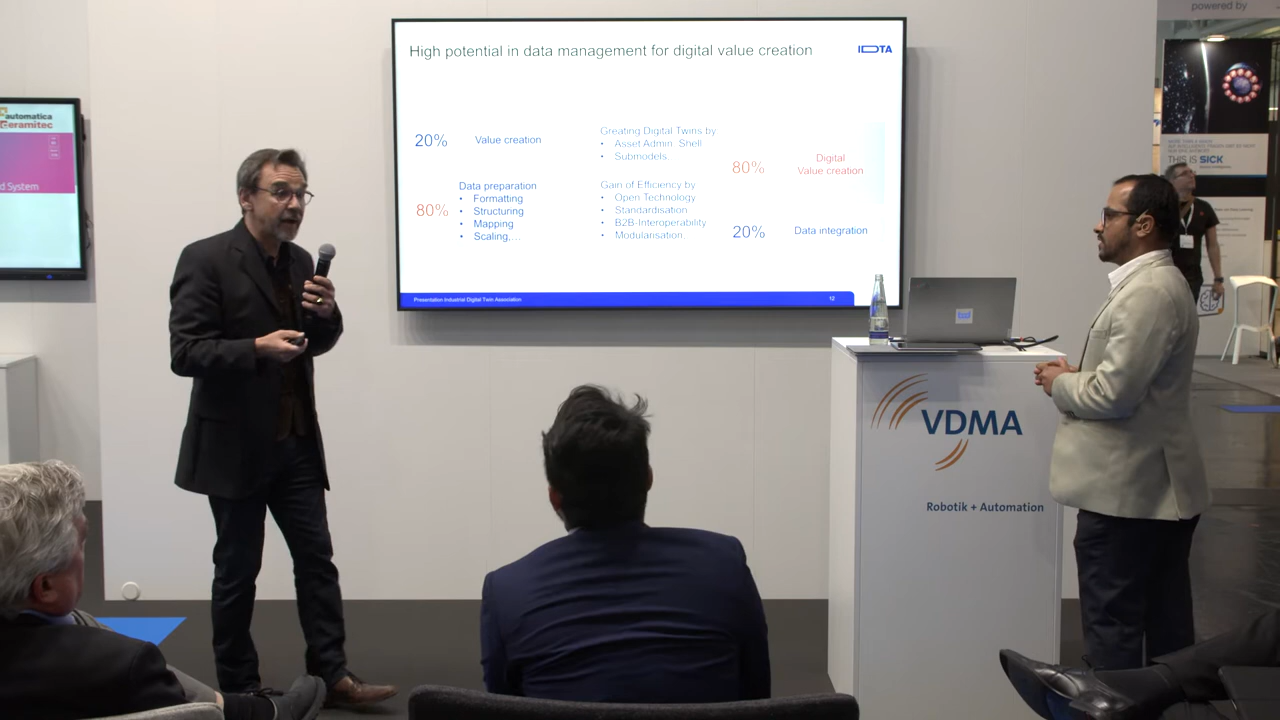 High potential in data management for digital value creation
IDTA
20%
Value creation
80%
Data preparation
• Formatting
• Structuring
• Mapping
• Scaling,...
Greating Digital Twins by
• Asset Admin. Shell
• Submodels..
Gain of Efficiency by
• Open Technology
• Standardisation
• B2B-Interoperability
• Modularisation..
80%
Digital
Value creation
20%
Data integration
Presentation Industrial Digital Twin Association
12
automatica
ceramitec
d System
VDMA
Robotik + Automation
powered by
THIS IS SICK